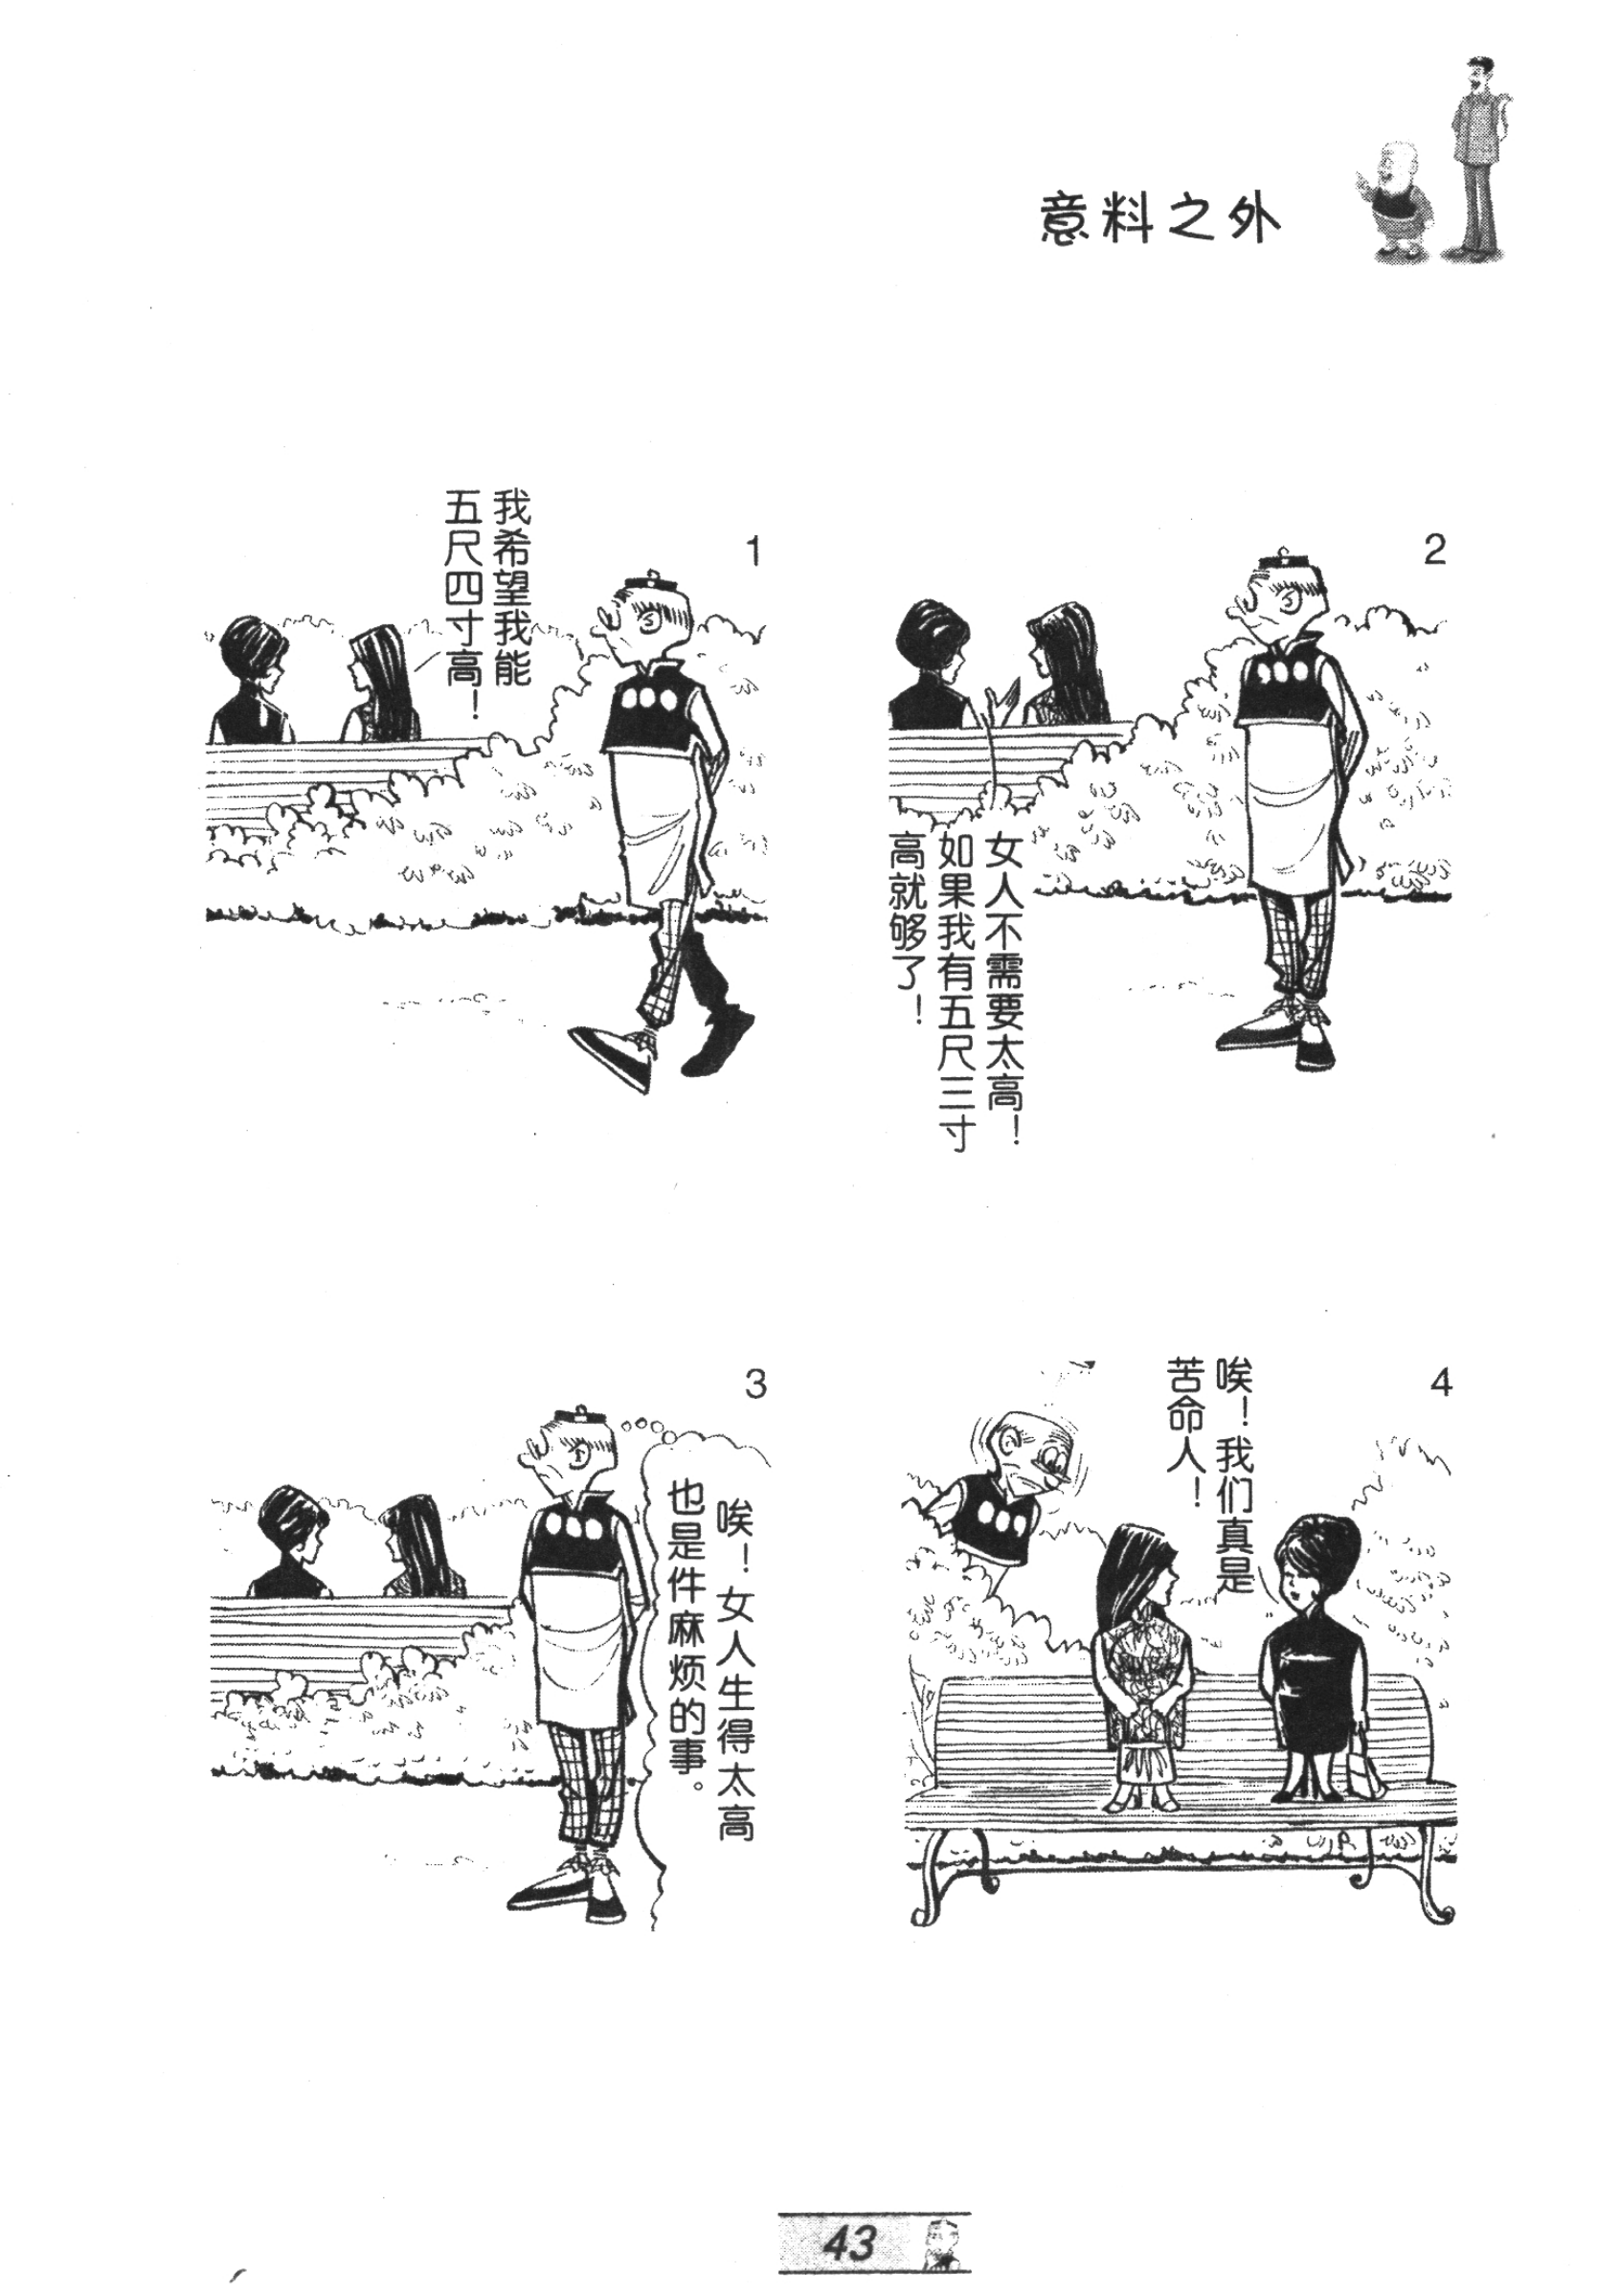 意料之外
1
我希望我能
五尺四寸高！
2
女人不需要太高！
如果我有五尺三寸
高就够了！
3
唉！女人生得太高
也是件麻烦的事。
4
唉！我们真是
苦命人！
43